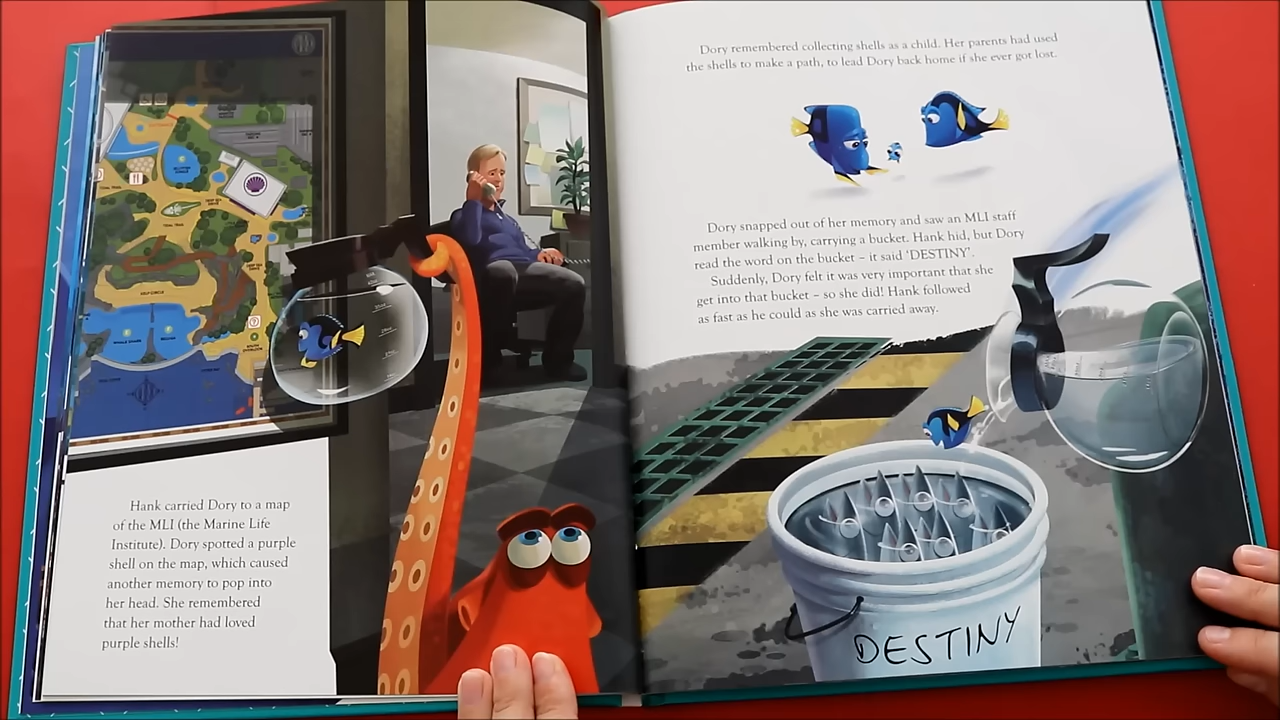 Hank carried Dory to a map
of the MLI (the Marine Life
Institute). Dory spotted a purple
shell on the map, which caused
another memory to pop into
her head. She remembered
that her mother had loved
purple shells!
Dory remembered collecting shells as a child. Her parents had used
the shells to make a path, to lead Dory back home if she ever got lost.
Dory snapped out of her memory and saw an MLI staff
member walking by, carrying a bucket. Hank hid, but Dory
read the word on the bucket – it said ‘DESTINY’.
Suddenly, Dory felt it was very important that she
get into that bucket – so she did! Hank followed
as fast as he could as she was carried away.
DESTINY